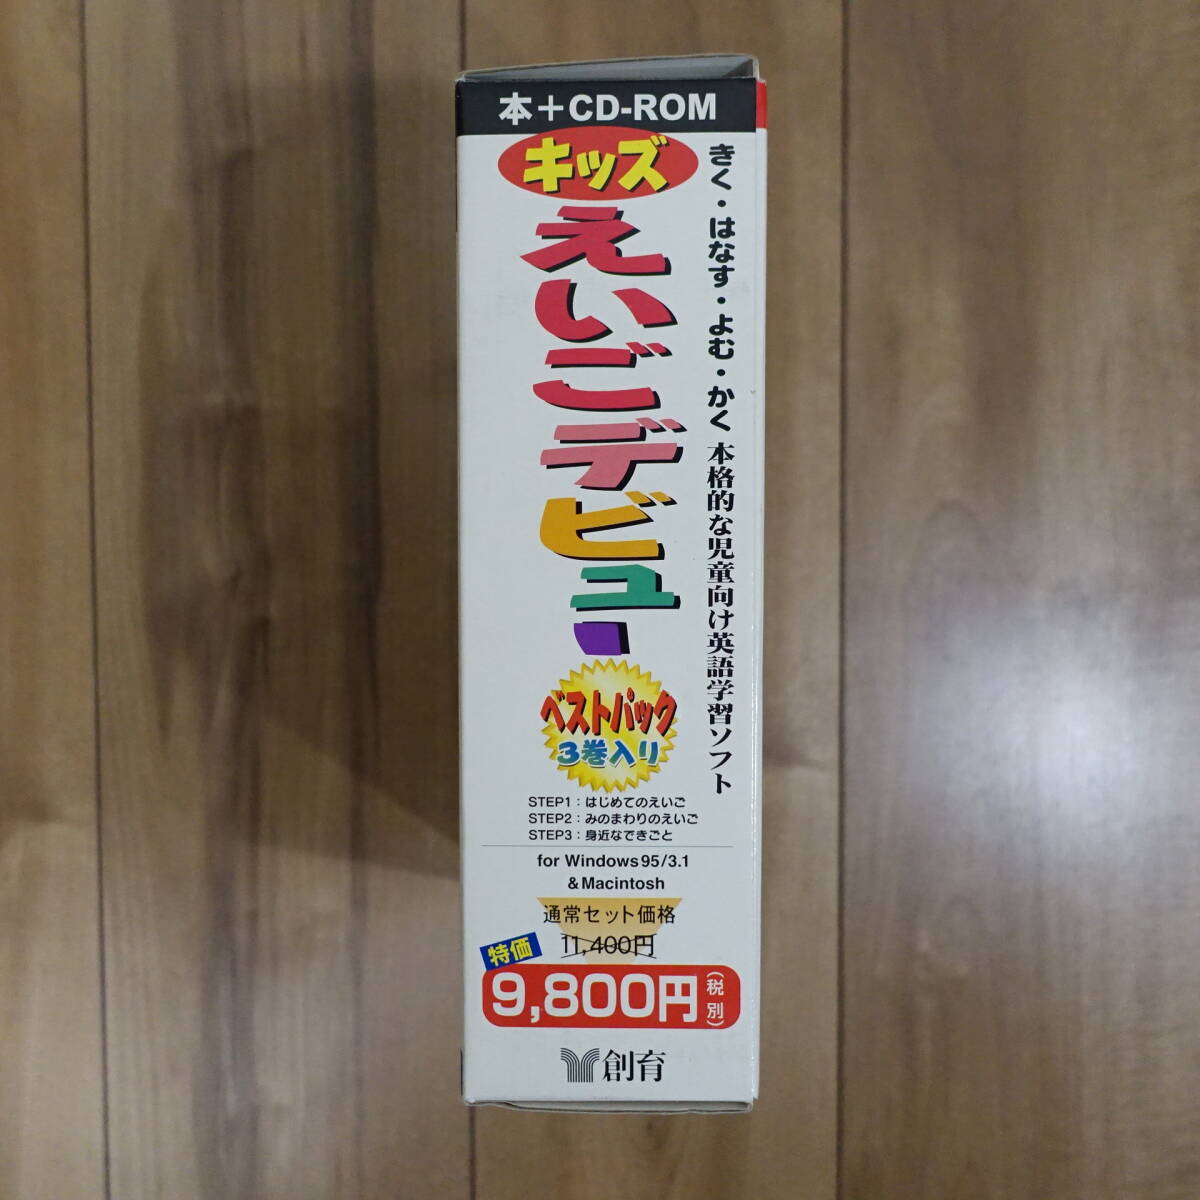 本＋CD-ROM
キッズ
えいごデビュー
きく・はなす・よむ・かく 本格的な児童向け英語学習ソフト
ベストパック
3巻入り
STEP1：はじめてのえいご
STEP2：みのまわりのえいご
STEP3：身近なできごと
for Windows95/3.1
& Macintosh
通常セット価格
11,400円
特価
9,800円(税別)
創育